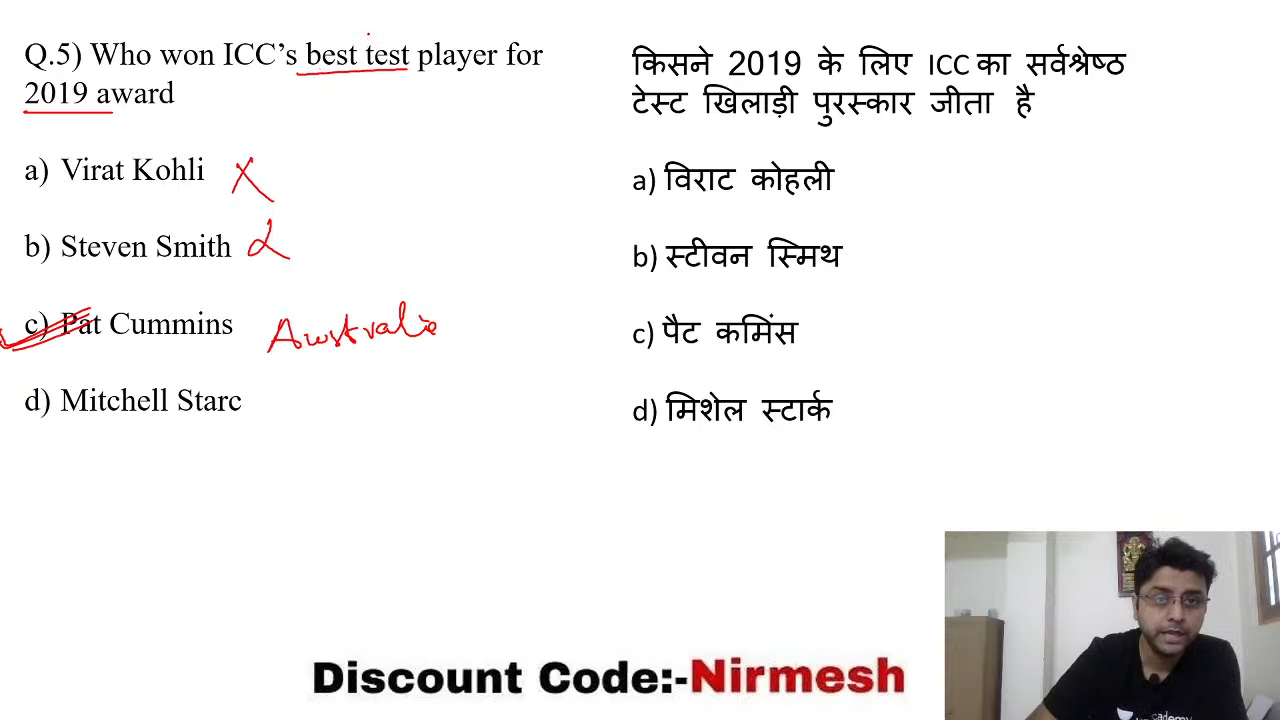 Q.5) Who won ICC’s best test player for
2019 award
a) Virat Kohli
b) Steven Smith
c) Pat Cummins Australia
d) Mitchell Starc
किसने 2019 के लिए ICC का सर्वश्रेष्ठ
टेस्ट खिलाड़ी पुरस्कार जीता है
a) विराट कोहली
b) स्टीवन स्मिथ
c) पैट कमिंस
d) मिशेल स्टार्क
Discount Code:-Nirmesh